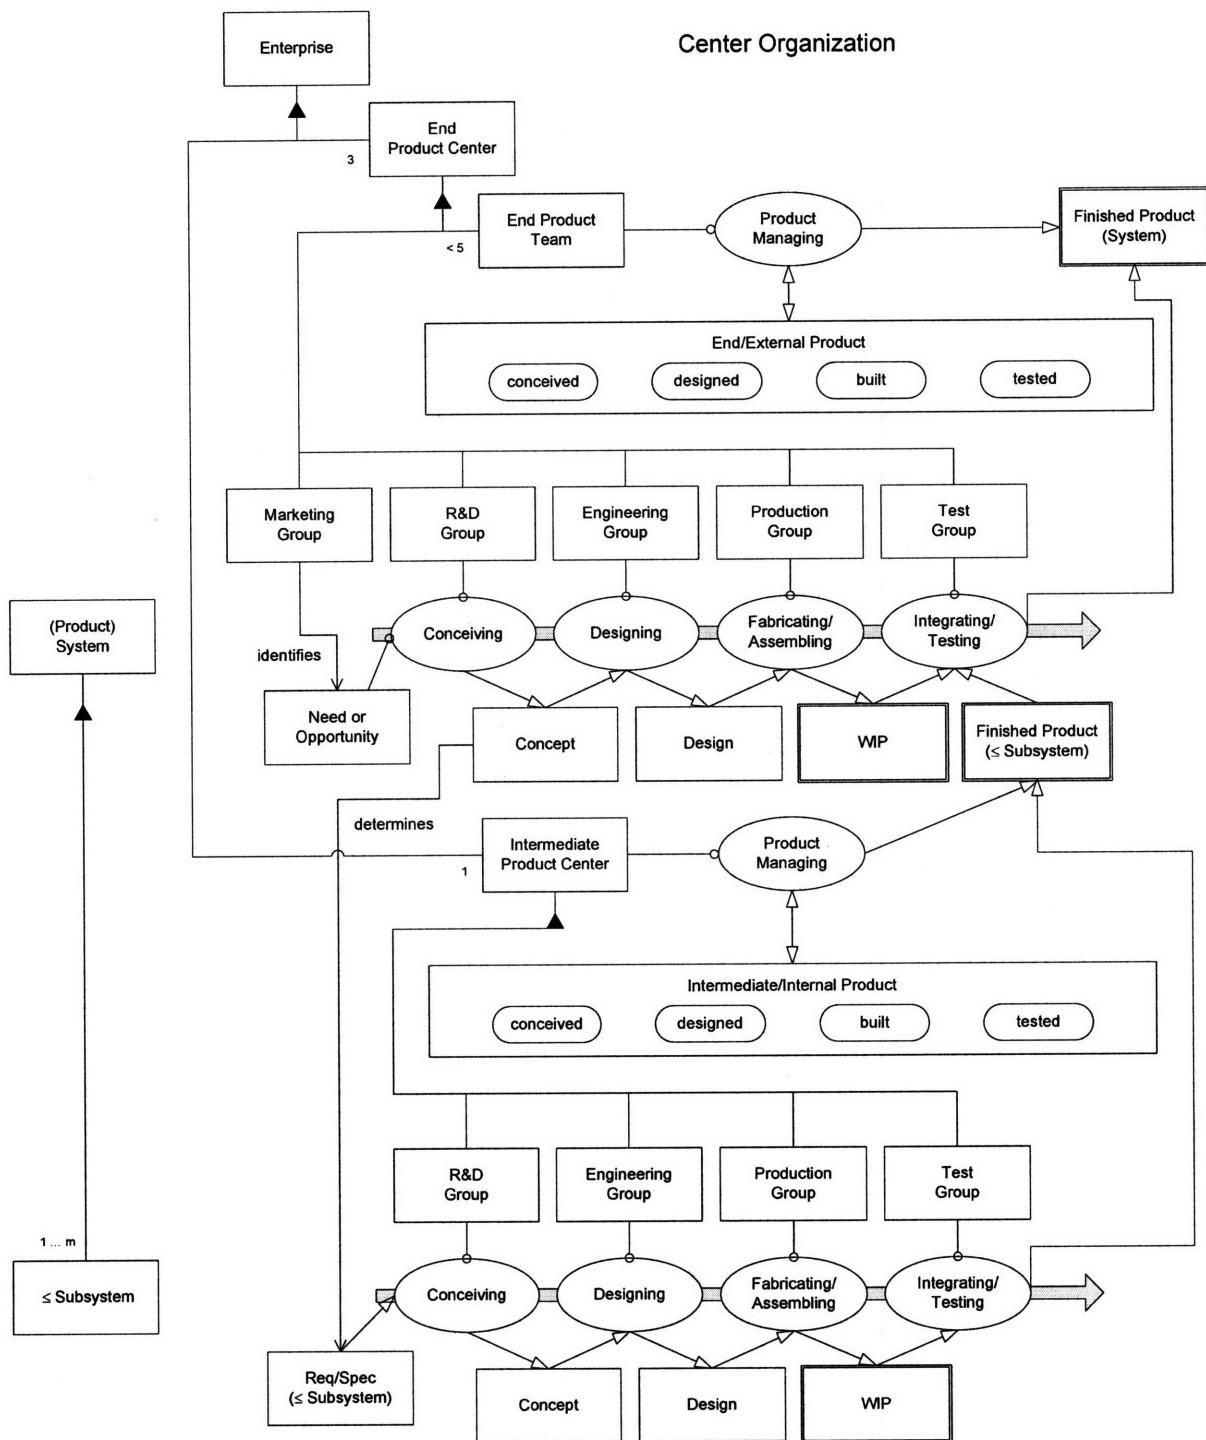 Center Organization
Enterprise
End
Product Center
3
End Product
Team
< 5
Product
Managing
Finished Product
(System)
End/External Product
conceived
designed
built
tested
Marketing
Group
R&D
Group
Engineering
Group
Production
Group
Test
Group
(Product)
System
Conceiving
Designing
Fabricating/
Assembling
Integrating/
Testing
identifies
Need or
Opportunity
Concept
Design
WIP
Finished Product
(≤ Subsystem)
determines
Intermediate
Product Center
1
Product
Managing
Intermediate/Internal Product
conceived
designed
built
tested
R&D
Group
Engineering
Group
Production
Group
Test
Group
1 ... m
≤ Subsystem
Conceiving
Designing
Fabricating/
Assembling
Integrating/
Testing
Req/Spec
(≤ Subsystem)
Concept
Design
WIP